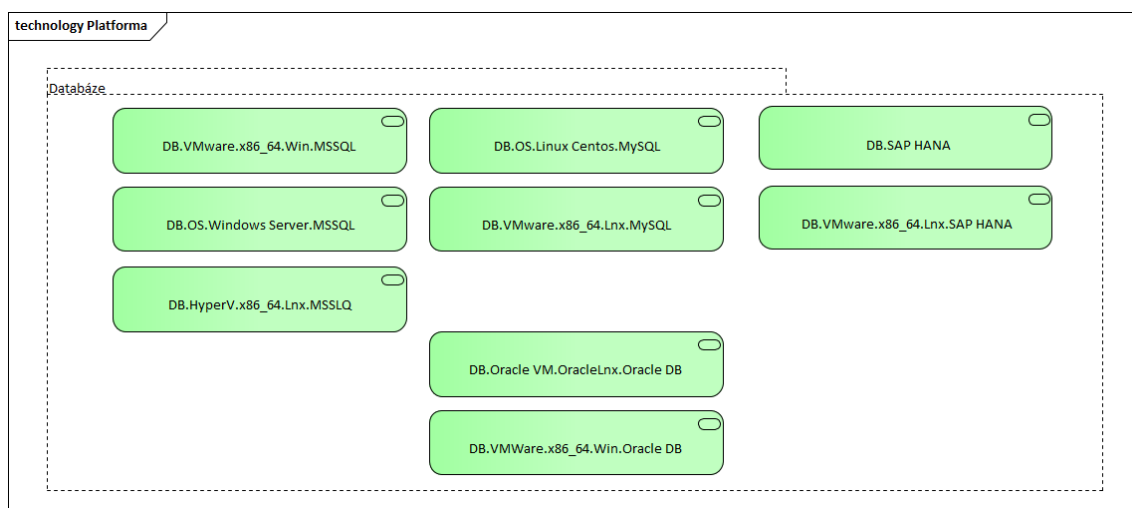 technology Platforma
Databáze
DB.VMware.x86_64.Win.MSSQL
DB.OS.Linux Centos.MySQL
DB.SAP HANA
DB.OS.Windows Server.MSSQL
DB.VMware.x86_64.Lnx.MySQL
DB.VMware.x86_64.Lnx.SAP HANA
DB.HyperV.x86_64.Lnx.MSSLQ
DB.Oracle VM.OracleLnx.Oracle DB
DB.VMWare.x86_64.Win.Oracle DB